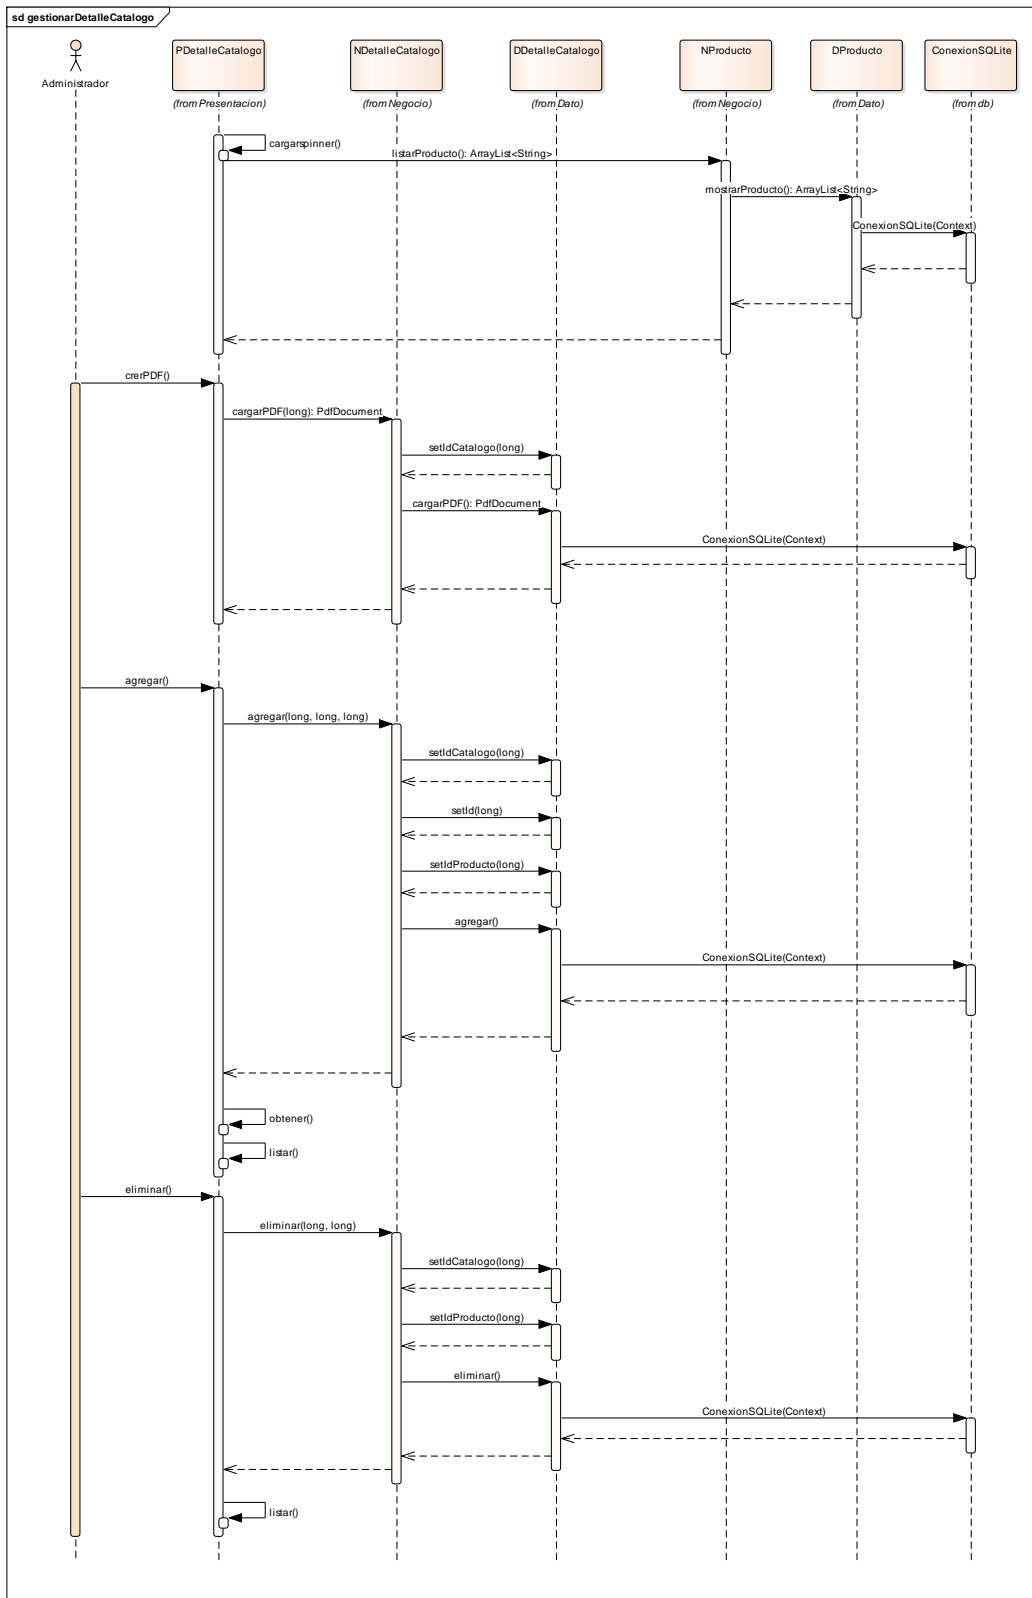 sd gestionarDetalleCatalogo
Administrador
PDetalleCatalogo
NDetalleCatalogo
DDetalleCatalogo
NProducto
DProducto
ConexionSQLite
(from Presentacion)
(from Negocio)
(from Dato)
(from Negocio)
(from Dato)
(from db)
cargarspinner()
listarProducto(): ArrayList<String>
mostrarProducto(): ArrayList<String>
ConexionSQLite(Context)
crerPDF()
cargarPDF(long): PdfDocument
setIdCatalogo(long)
cargarPDF(): PdfDocument
ConexionSQLite(Context)
agregar()
agregar(long, long, long)
setIdCatalogo(long)
setId(long)
setIdProducto(long)
agregar()
ConexionSQLite(Context)
obtener()
listar()
eliminar()
eliminar(long, long)
setIdCatalogo(long)
setIdProducto(long)
eliminar()
ConexionSQLite(Context)
listar()